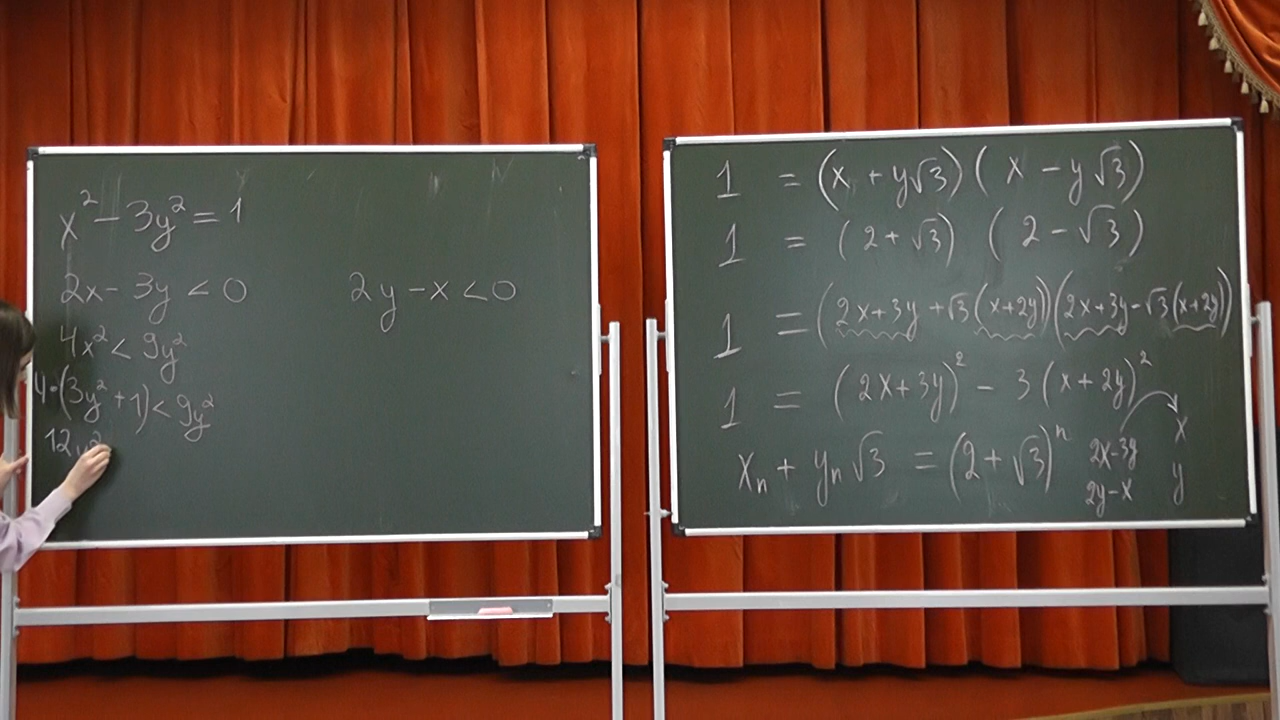 x² − 3y² = 1
2x − 3y < 0    2y − x < 0
4x² < 9y²
4·(3y² + 1) < 9y²
12y²
1 = (x + y√3)(x − y√3)
1 = (2 + √3) (2 − √3)
1 = (2x+3y + √3(x+2y))(2x+3y − √3(x+2y))
1 = (2x+3y)² − 3(x+2y)²
xₙ + yₙ√3 = (2 + √3)ⁿ
2x−3y    x
2y−x    y